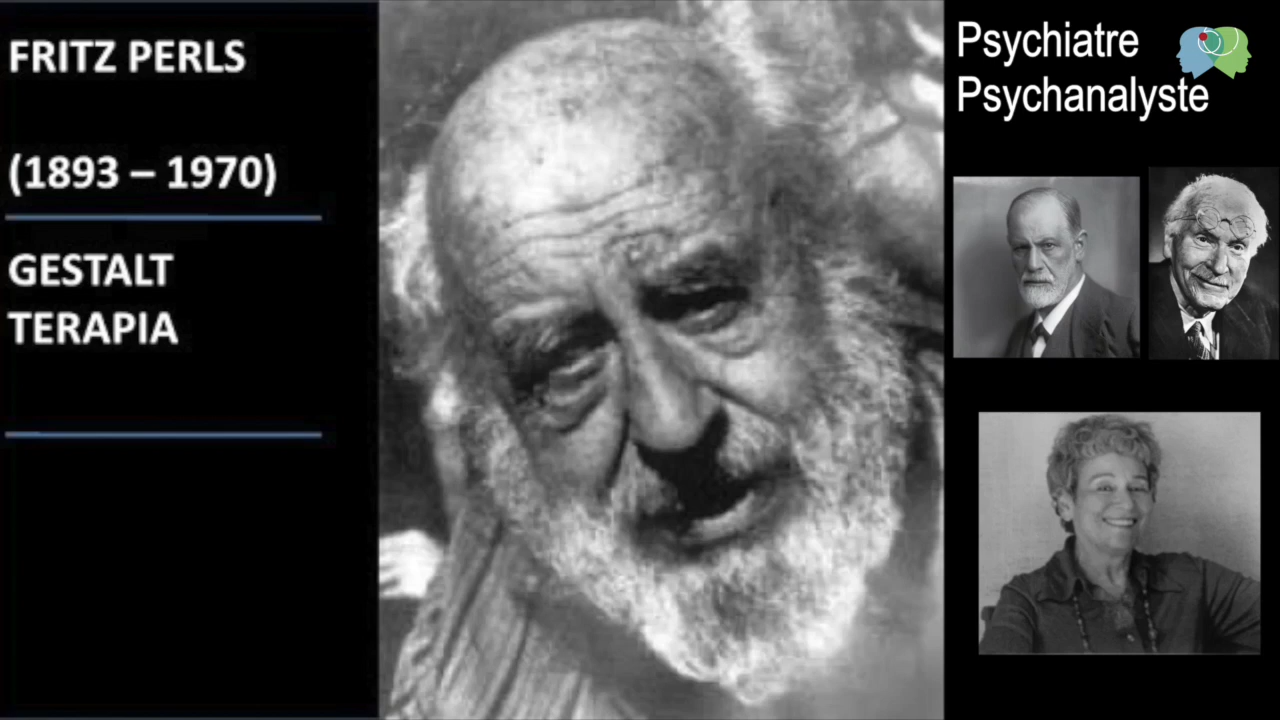 FRITZ PERLS
(1893 – 1970)
GESTALT
TERAPIA
Psychiatre
Psychanalyste